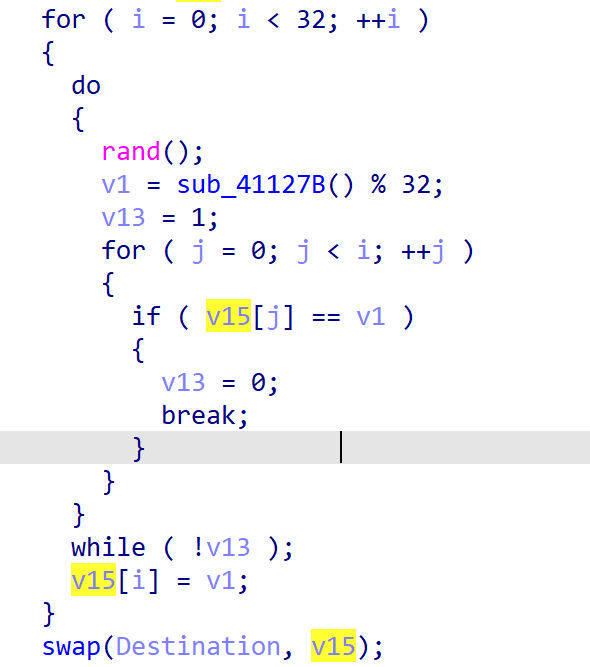 for ( i = 0; i < 32; ++i )
{
do
{
rand();
v1 = sub_41127B() % 32;
v13 = 1;
for ( j = 0; j < i; ++j )
{
if ( v15[j] == v1 )
{
v13 = 0;
break;
}
}
}
while ( !v13 );
v15[i] = v1;
}
swap(Destination, v15);